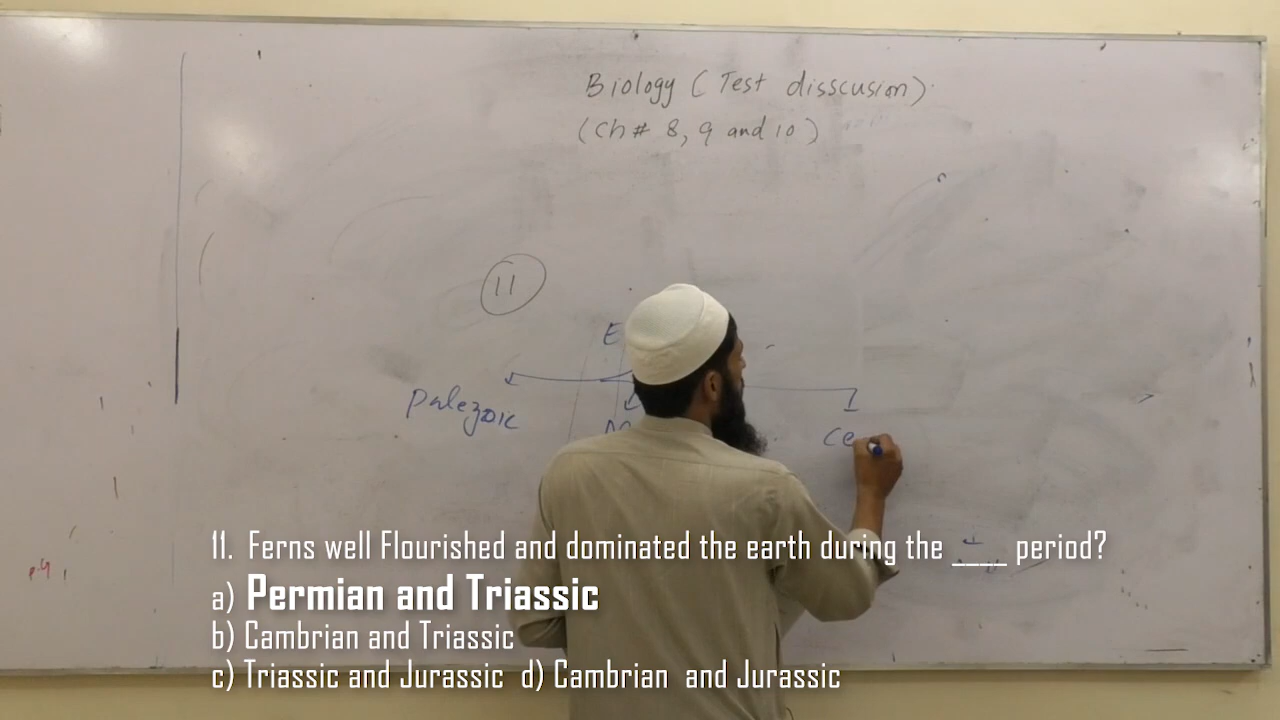 Biology (Test disscusion)
(Ch# 8, 9 and 10)
11
E
Palezoic
Ce
11. Ferns well Flourished and dominated the earth during the ____ period?
a) Permian and Triassic
b) Cambrian and Triassic
c) Triassic and Jurassic d) Cambrian and Jurassic